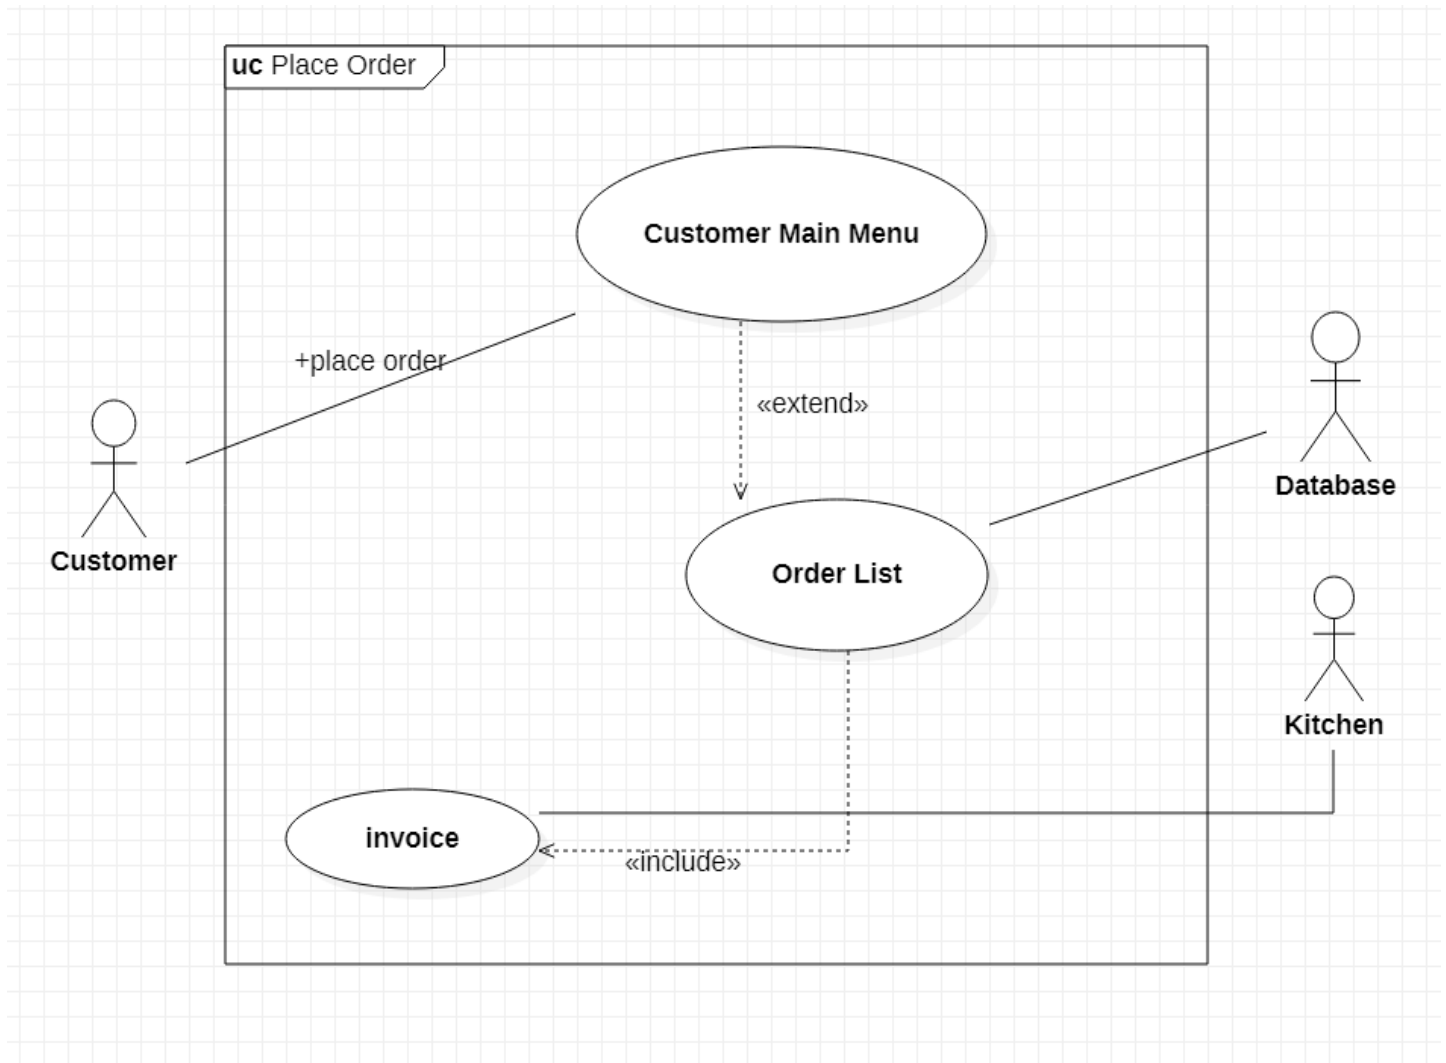 uc Place Order
Customer Main Menu
+place order
«extend»
Customer
Database
Order List
Kitchen
invoice
«include»